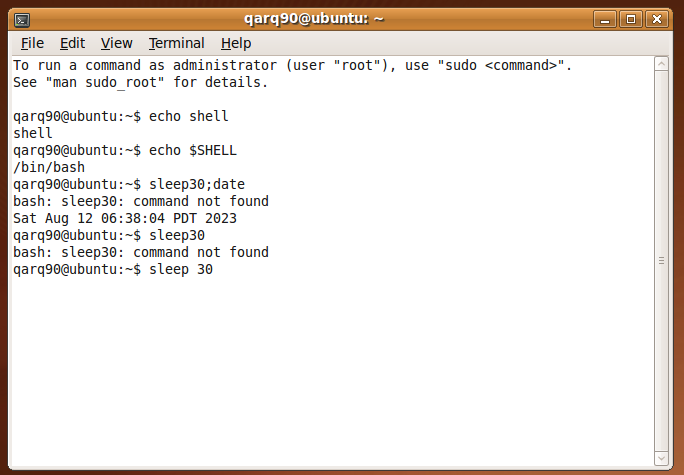 qarq90@ubuntu: ~
File Edit View Terminal Help
To run a command as administrator (user "root"), use "sudo <command>".
See "man sudo_root" for details.
qarq90@ubuntu:~$ echo shell
shell
qarq90@ubuntu:~$ echo $SHELL
/bin/bash
qarq90@ubuntu:~$ sleep30;date
bash: sleep30: command not found
Sat Aug 12 06:38:04 PDT 2023
qarq90@ubuntu:~$ sleep30
bash: sleep30: command not found
qarq90@ubuntu:~$ sleep 30